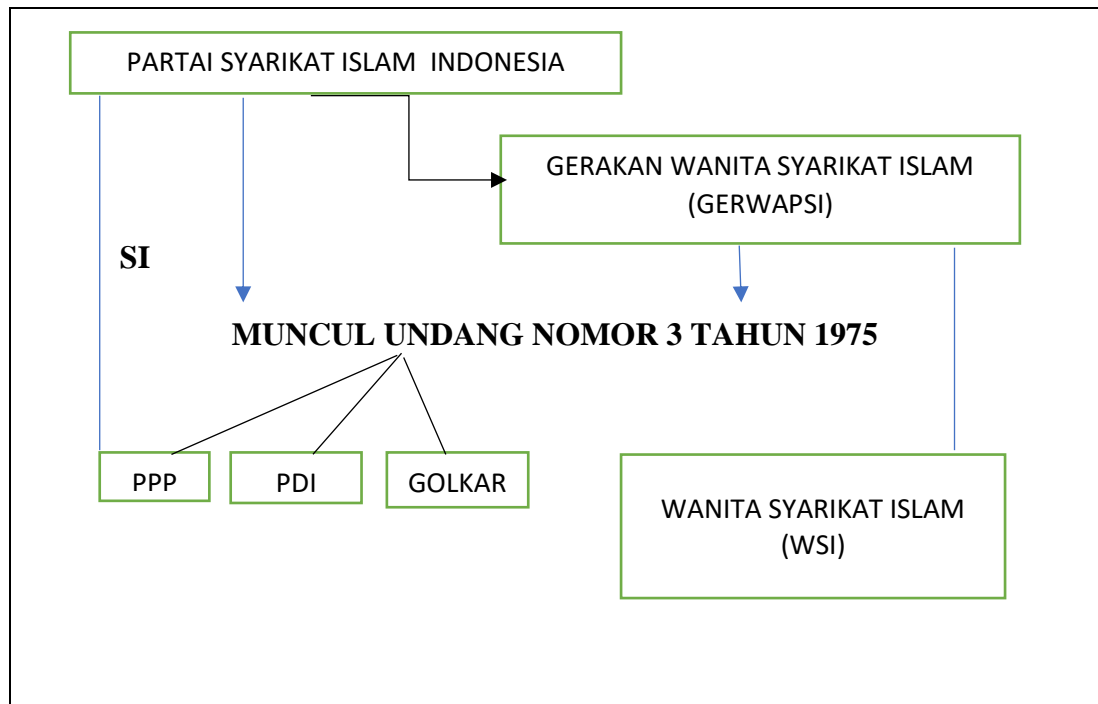 PARTAI SYARIKAT ISLAM INDONESIA
GERAKAN WANITA SYARIKAT ISLAM
(GERWAPSI)
SI
MUNCUL UNDANG NOMOR 3 TAHUN 1975
PPP
PDI
GOLKAR
WANITA SYARIKAT ISLAM
(WSI)